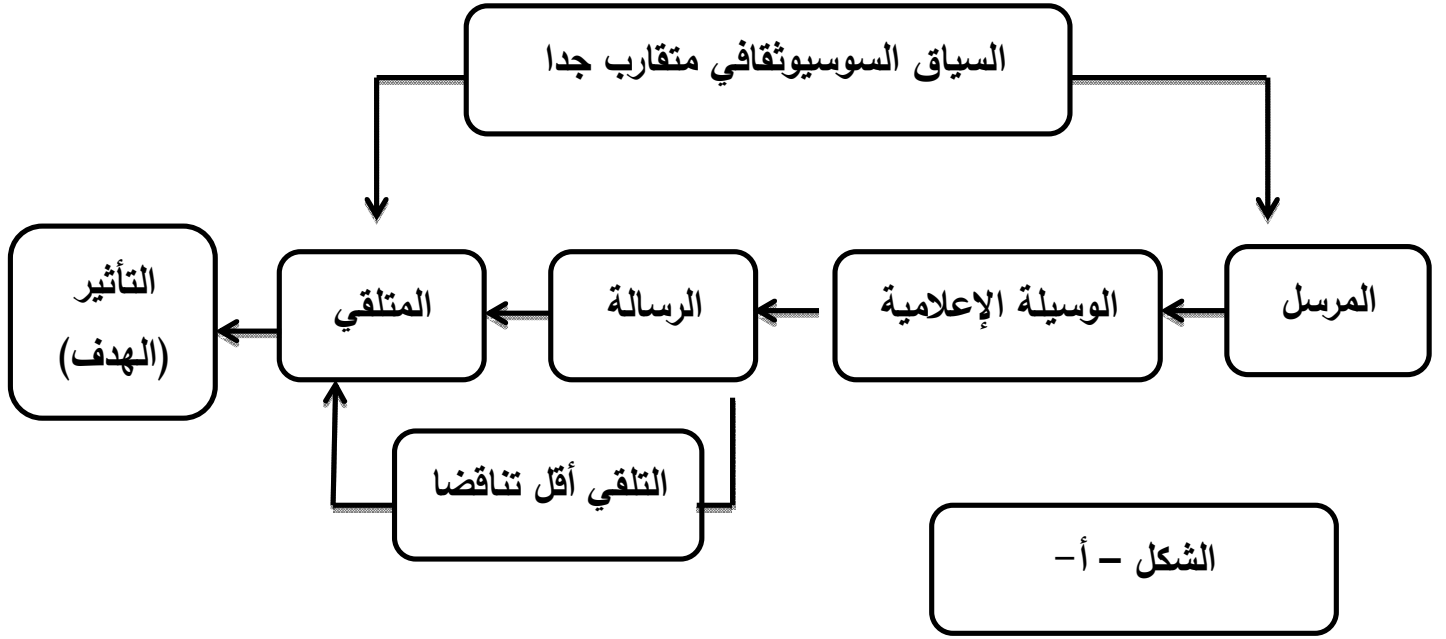 السياق السوسيوثقافي متقارب جدا
المرسل
الوسيلة الإعلامية
الرسالة
المتلقي
التأثير
(الهدف)
التلقي أقل تناقضا
الشكل – أ-